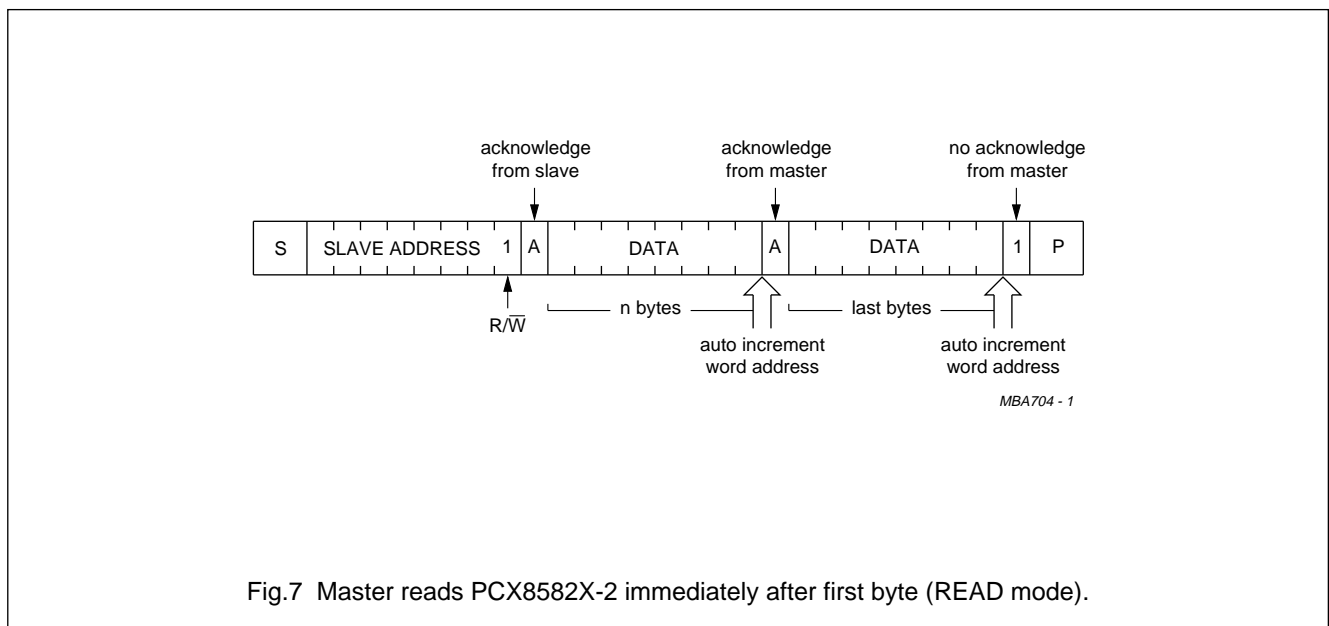 acknowledge
from slave
acknowledge
from master
no acknowledge
from master
S SLAVE ADDRESS 1 A DATA A DATA 1 P
R/W̅
n bytes
last bytes
auto increment
word address
auto increment
word address
MBA704 - 1
Fig.7 Master reads PCX8582X-2 immediately after first byte (READ mode).